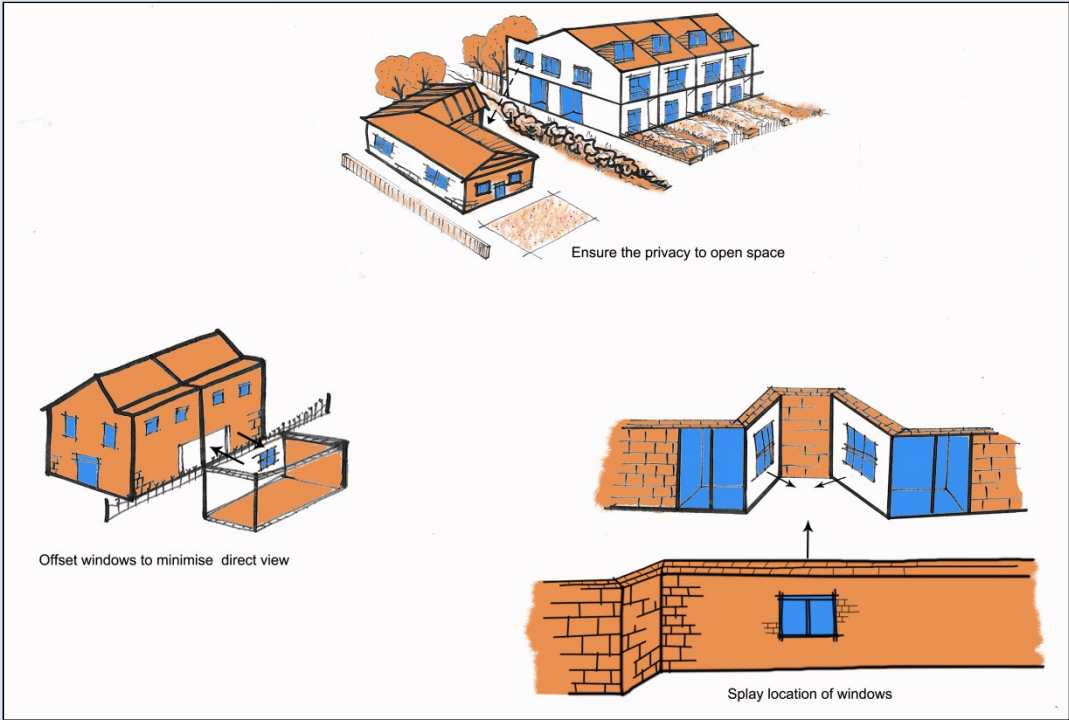 Ensure the privacy to open space
Offset windows to minimise direct view
Splay location of windows